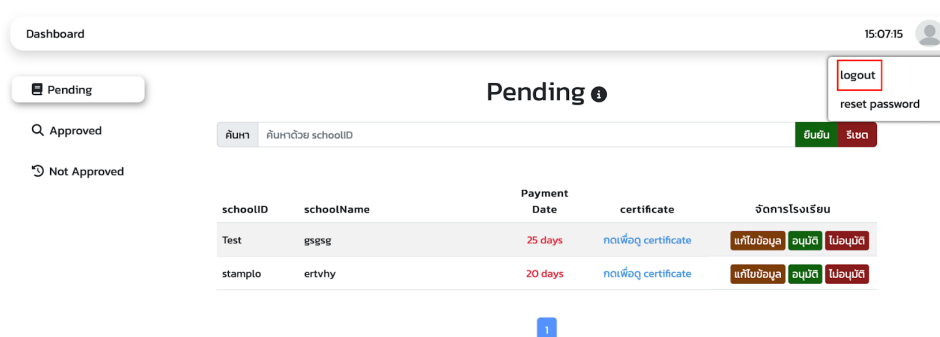 Dashboard 15:07:15
logout
reset password
Pending
Approved
Not Approved
Pending
ค้นหา ค้นหาด้วย schoolID ยืนยัน รีเซต
schoolID schoolName Payment Date certificate จัดการโรงเรียน
Test gsgsg 25 days กดเพื่อดู certificate แก้ไขข้อมูล อนุมัติ ไม่อนุมัติ
stamplo ertvhy 20 days กดเพื่อดู certificate แก้ไขข้อมูล อนุมัติ ไม่อนุมัติ
1